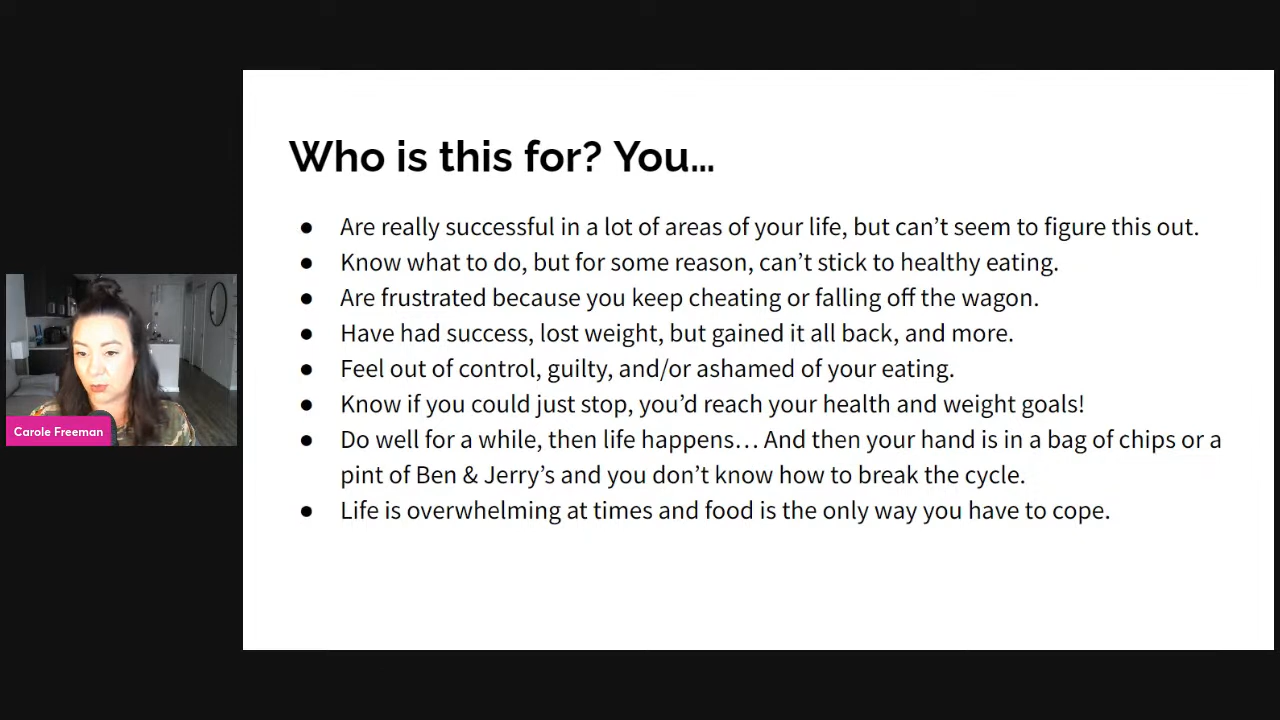 Who is this for? You…
● Are really successful in a lot of areas of your life, but can’t seem to figure this out.
● Know what to do, but for some reason, can’t stick to healthy eating.
● Are frustrated because you keep cheating or falling off the wagon.
● Have had success, lost weight, but gained it all back, and more.
● Feel out of control, guilty, and/or ashamed of your eating.
● Know if you could just stop, you’d reach your health and weight goals!
● Do well for a while, then life happens… And then your hand is in a bag of chips or a
pint of Ben & Jerry’s and you don’t know how to break the cycle.
● Life is overwhelming at times and food is the only way you have to cope.
Carole Freeman